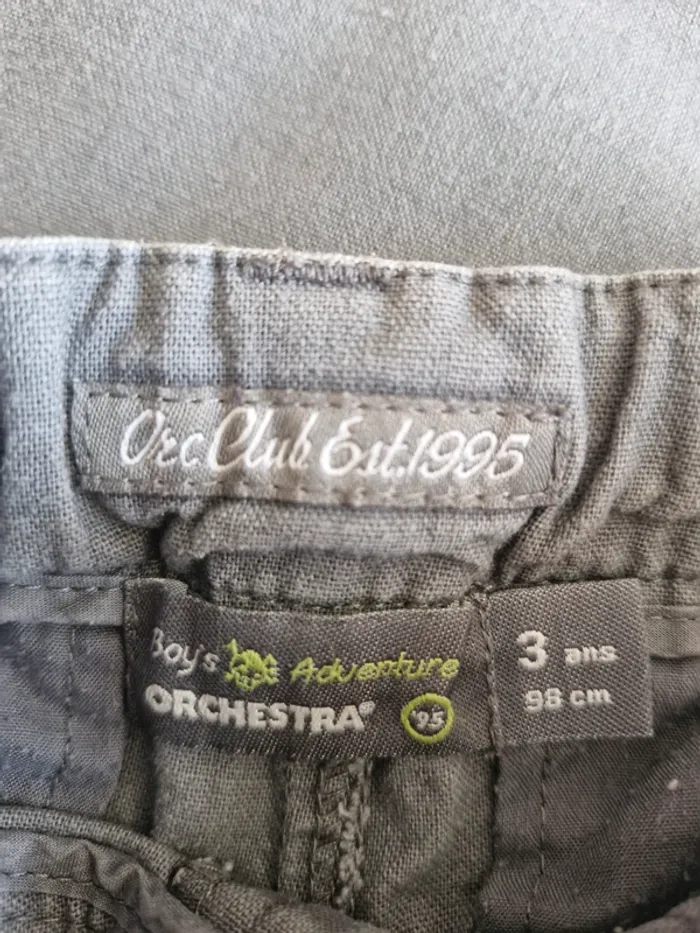 Orc. Club Est. 1995
Boy's Adventure
ORCHESTRA® '95
3 ans
98 cm